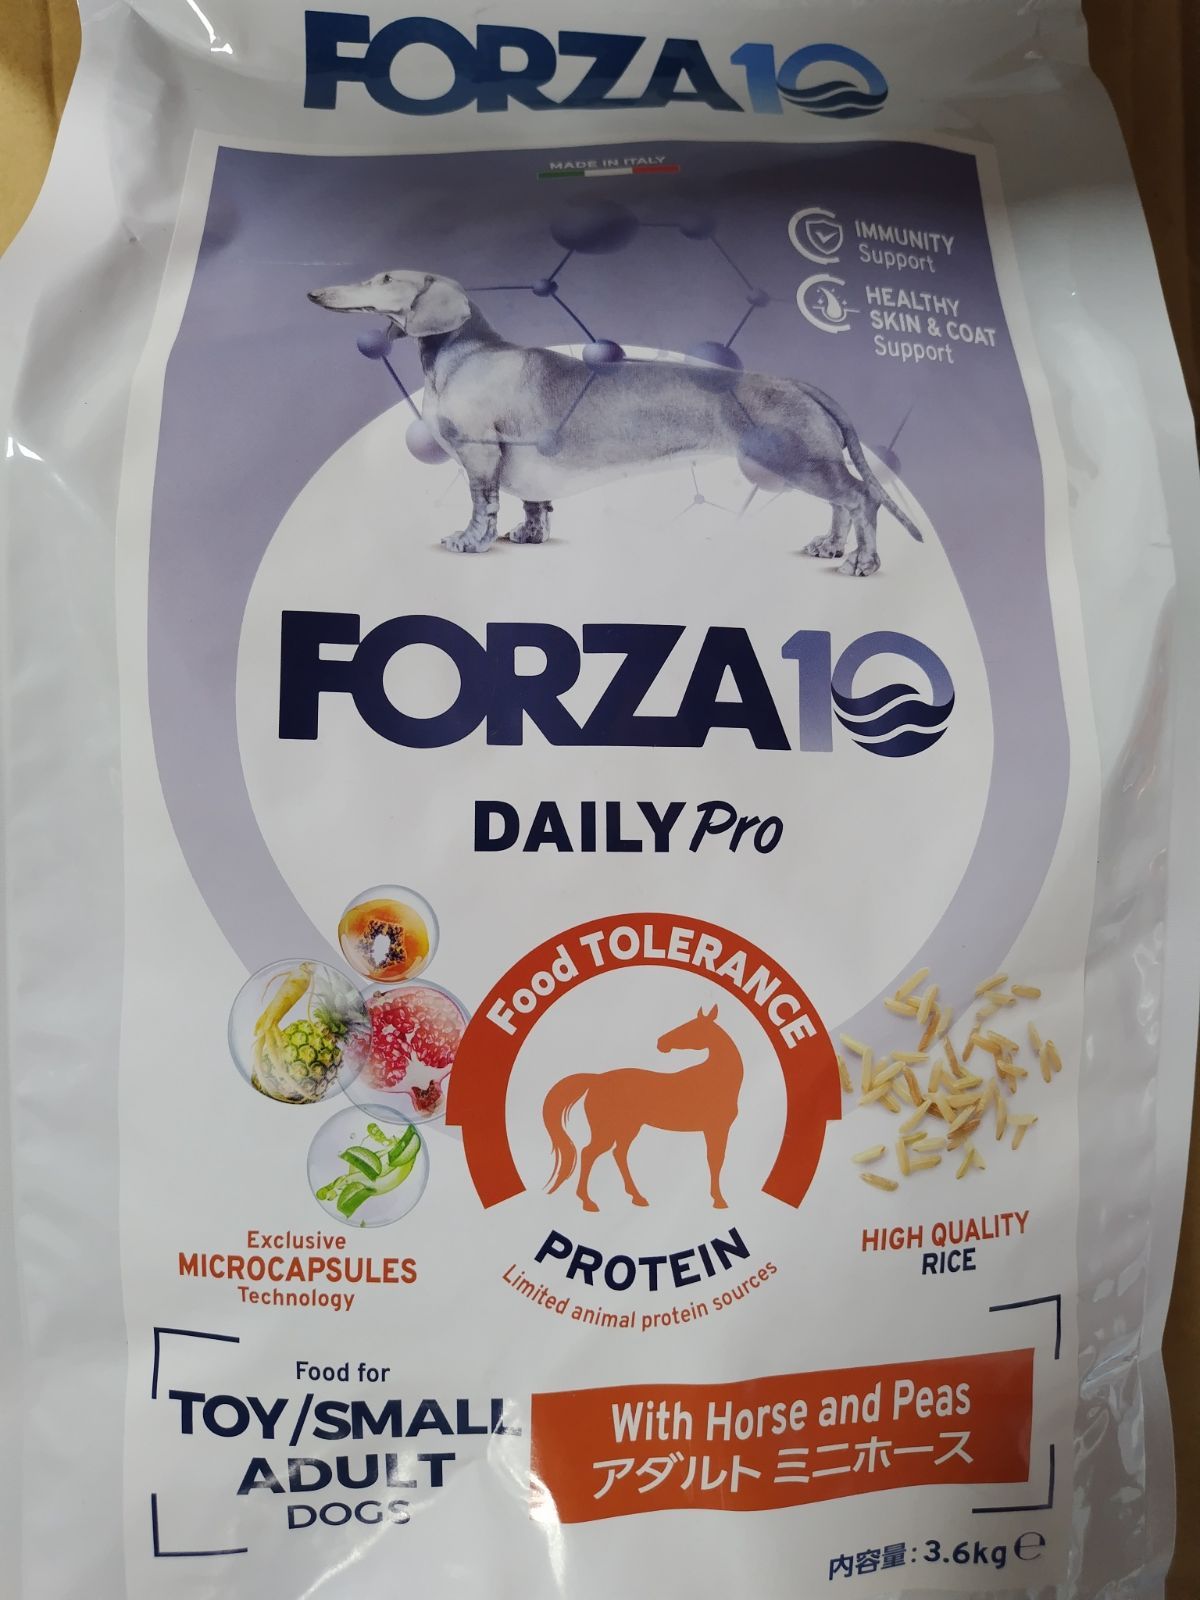 FORZA10
MADE IN ITALY
IMMUNITY
Support
HEALTHY
SKIN & COAT
Support
FORZA10
DAILY Pro
Food TOLERANCE
PROTEIN
Limited animal protein sources
Exclusive
MICROCAPSULES
Technology
HIGH QUALITY
RICE
Food for
TOY/SMALL
ADULT
DOGS
With Horse and Peas
アダルト ミニホース
内容量:3.6kg ℮